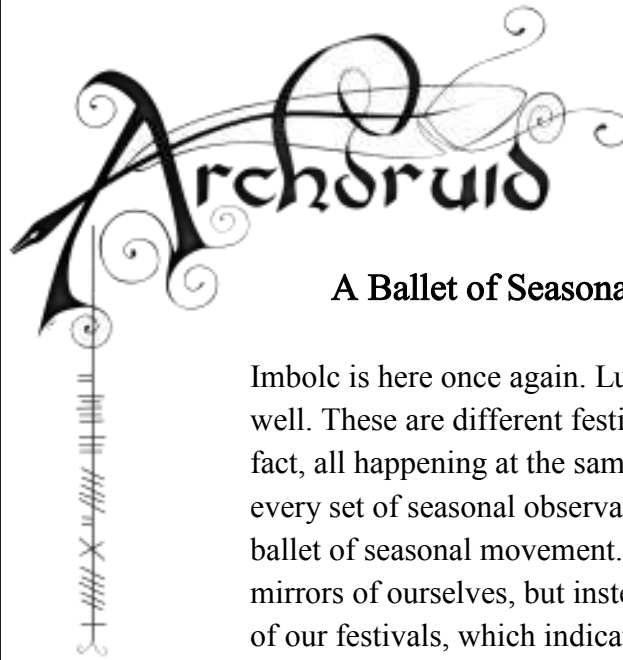 Archdruid
A Ballet of Seasona
Imbolc is here once again. Lu
well. These are different festi
fact, all happening at the sam
every set of seasonal observa
ballet of seasonal movement.
mirrors of ourselves, but inste
of our festivals, which indica